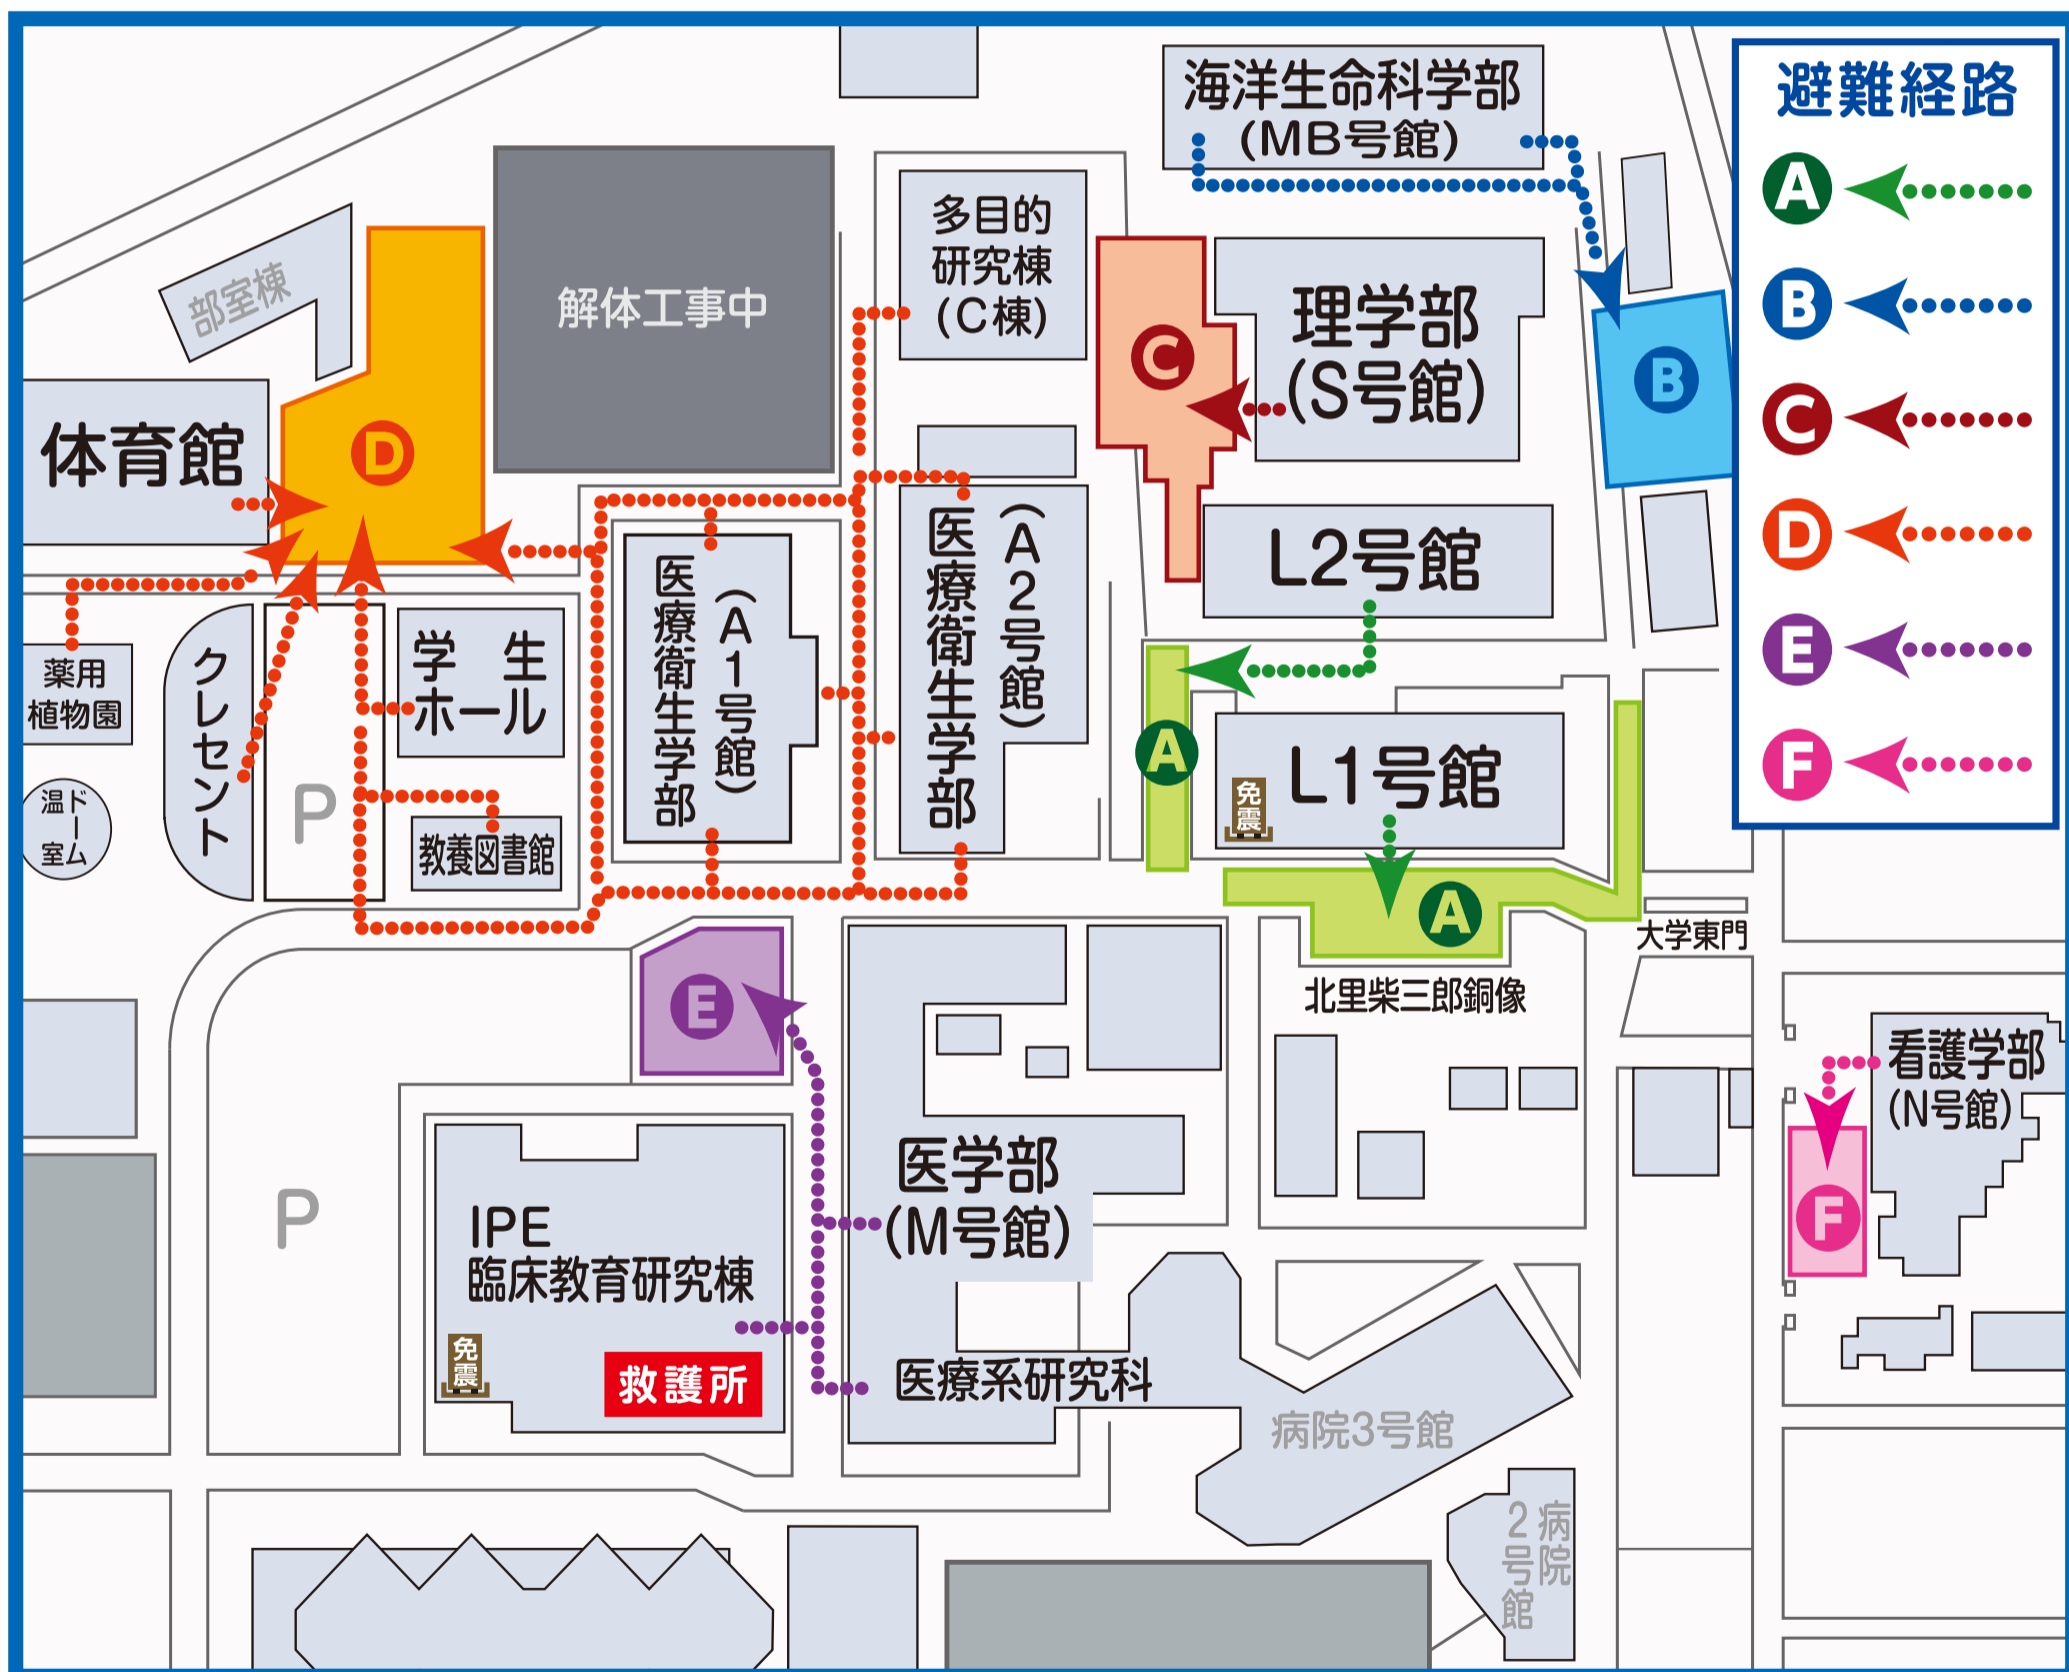 海洋生命科学部
(MB号館)
避難経路
A
B
C
D
E
F
多目的
研究棟
(C棟)
解体工事中
部室棟
理学部
(S号館)
C
B
体育館
D
医療衛生学部
(A2号館)
L2号館
医療衛生学部
(A1号館)
学　生
ホール
薬用
植物園
クレセント
P
A
L1号館
免震
ドーム
温室
教養図書館
A
大学東門
北里柴三郎銅像
E
看護学部
(N号館)
F
医学部
(M号館)
P
IPE
臨床教育研究棟
免震
救護所
医療系研究科
病院3号館
病院
2号館